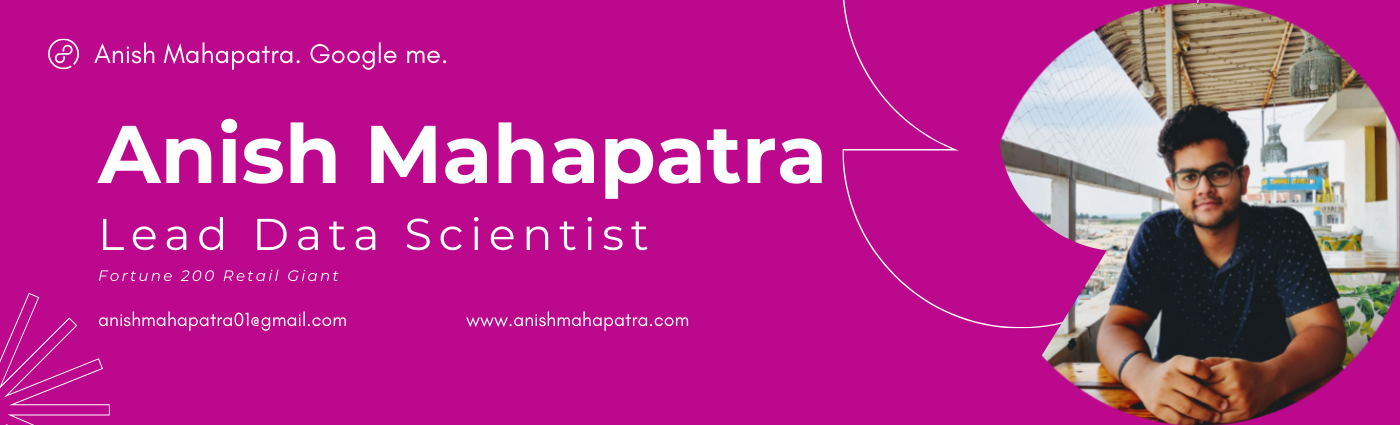 Anish Mahapatra. Google me.
Anish Mahapatra
Lead Data Scientist
Fortune 200 Retail Giant
anishmahapatra01@gmail.com
www.anishmahapatra.com